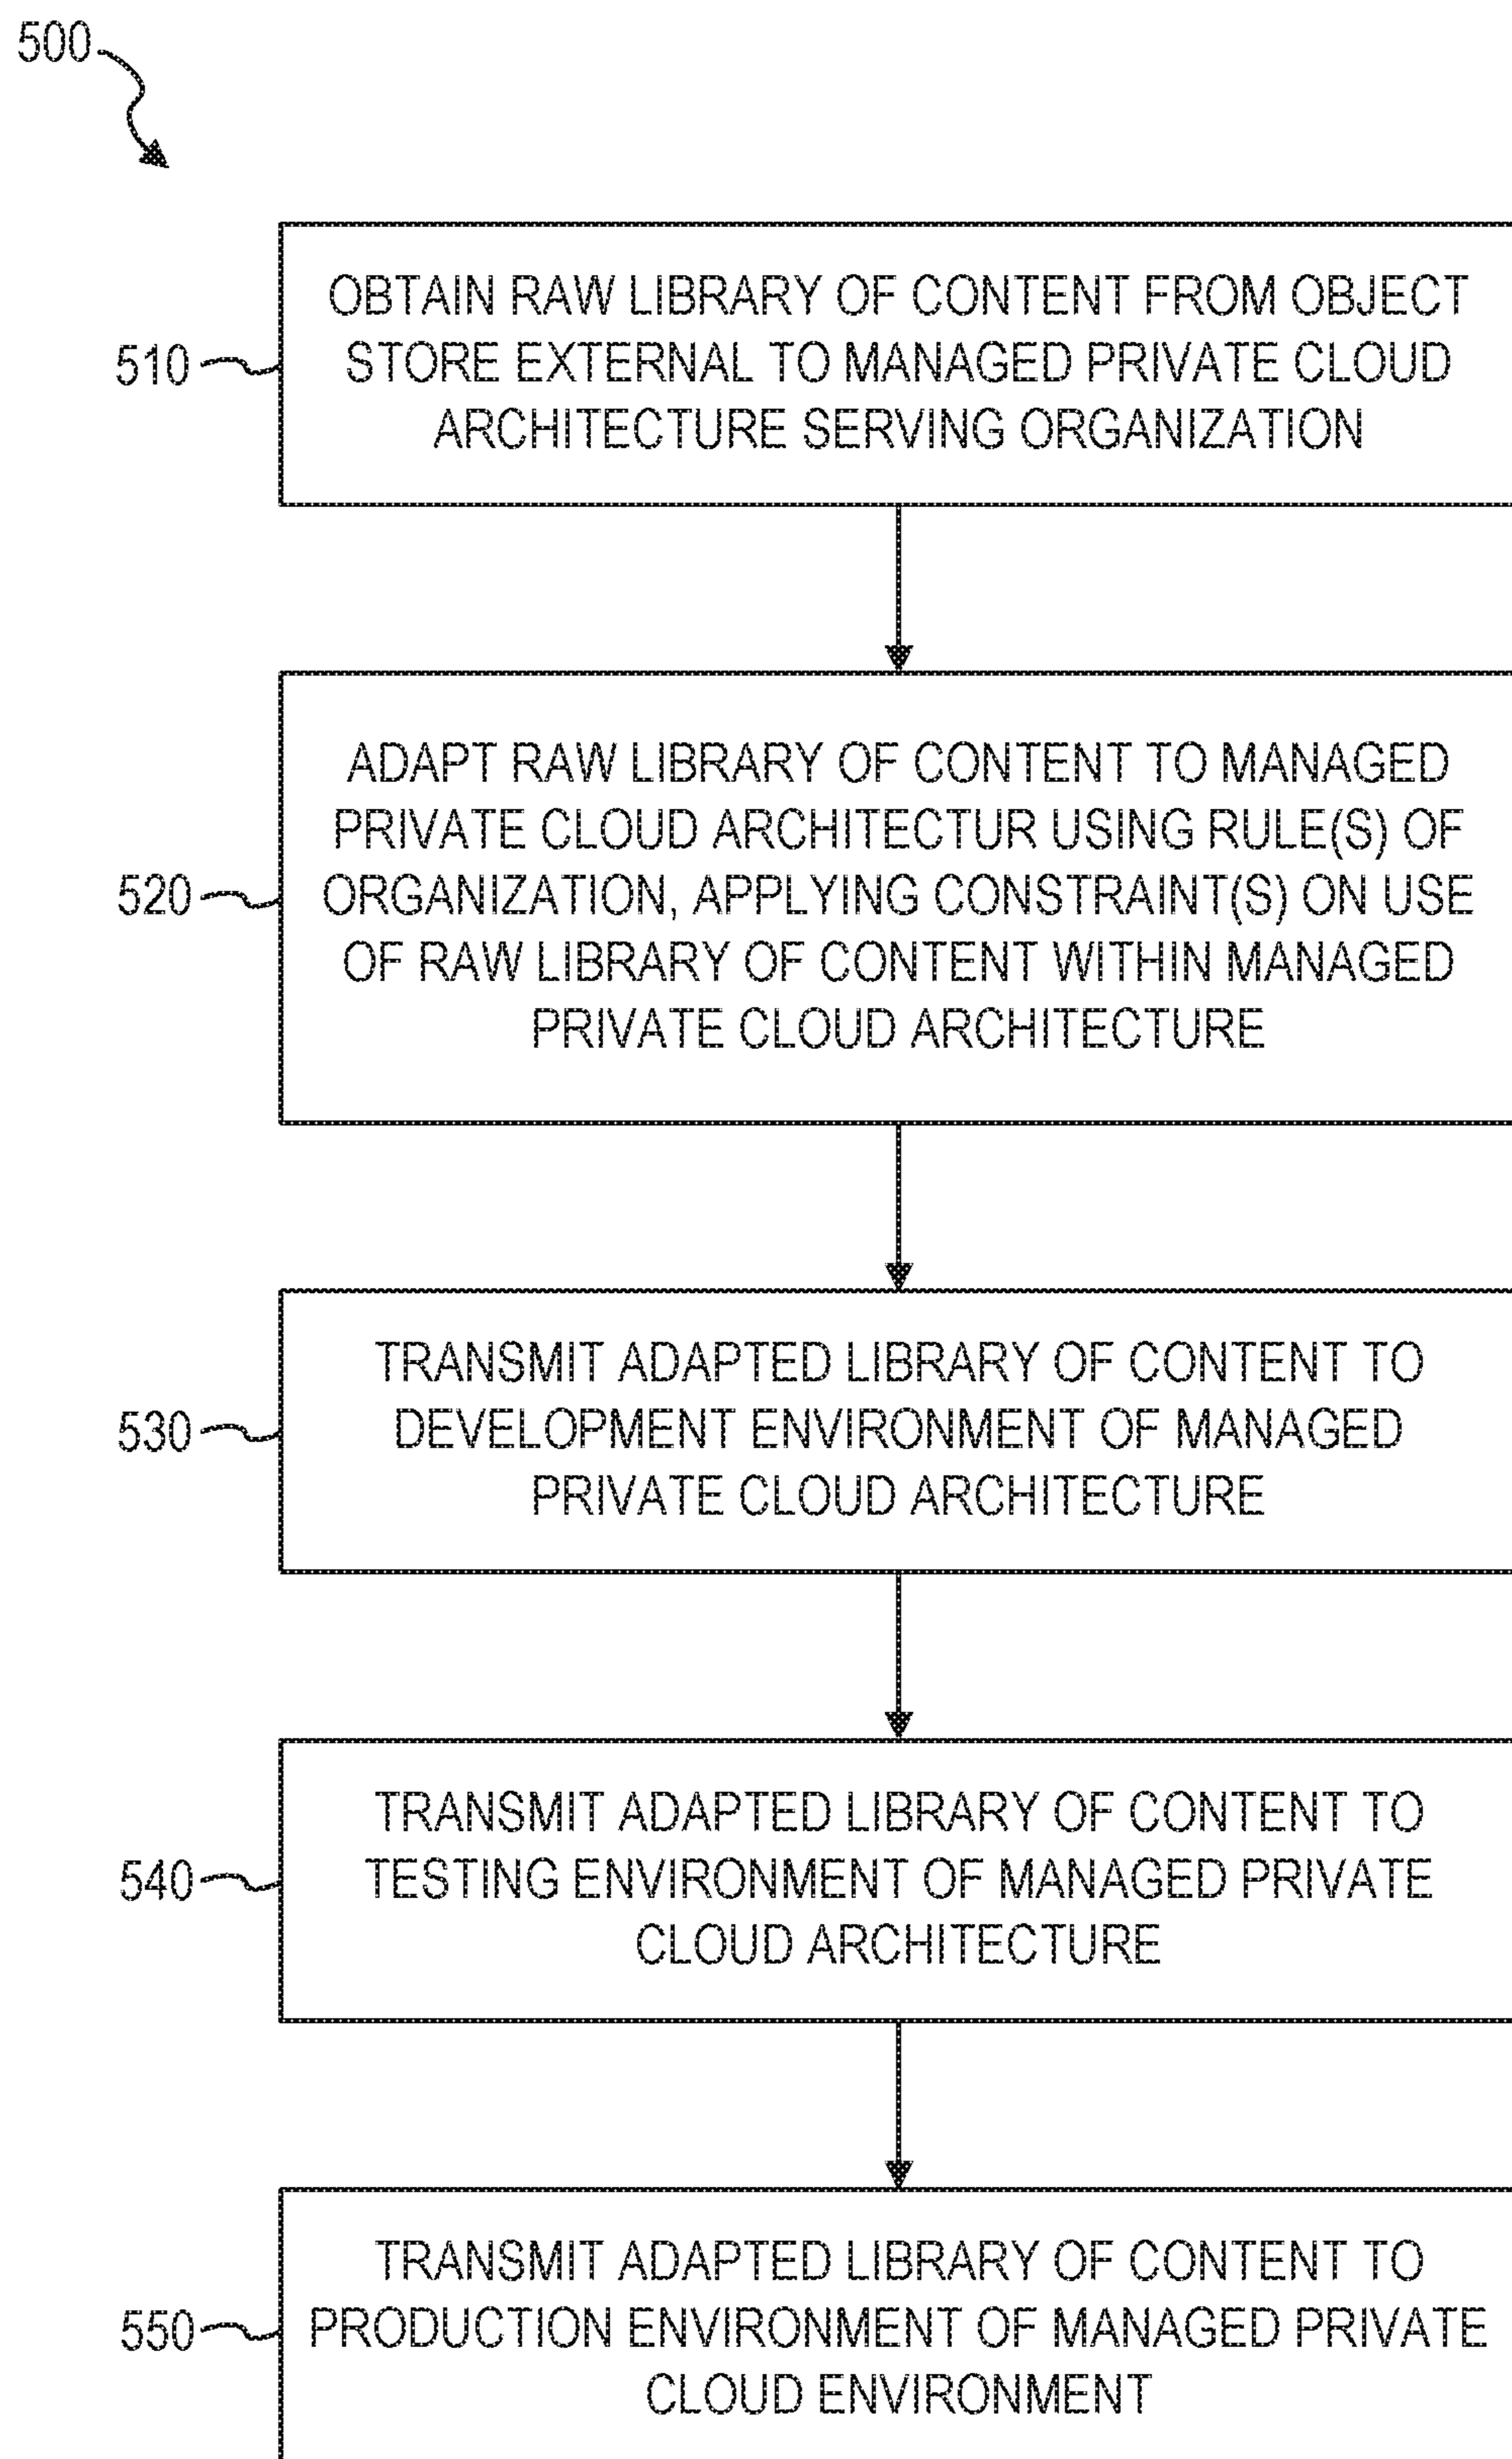 500
OBTAIN RAW LIBRARY OF CONTENT FROM OBJECT
STORE EXTERNAL TO MANAGED PRIVATE CLOUD
ARCHITECTURE SERVING ORGANIZATION
510
ADAPT RAW LIBRARY OF CONTENT TO MANAGED
PRIVATE CLOUD ARCHITECTUR USING RULE(S) OF
ORGANIZATION, APPLYING CONSTRAINT(S) ON USE
OF RAW LIBRARY OF CONTENT WITHIN MANAGED
PRIVATE CLOUD ARCHITECTURE
520
TRANSMIT ADAPTED LIBRARY OF CONTENT TO
DEVELOPMENT ENVIRONMENT OF MANAGED
PRIVATE CLOUD ARCHITECTURE
530
TRANSMIT ADAPTED LIBRARY OF CONTENT TO
TESTING ENVIRONMENT OF MANAGED PRIVATE
CLOUD ARCHITECTURE
540
TRANSMIT ADAPTED LIBRARY OF CONTENT TO
PRODUCTION ENVIRONMENT OF MANAGED PRIVATE
CLOUD ENVIRONMENT
550